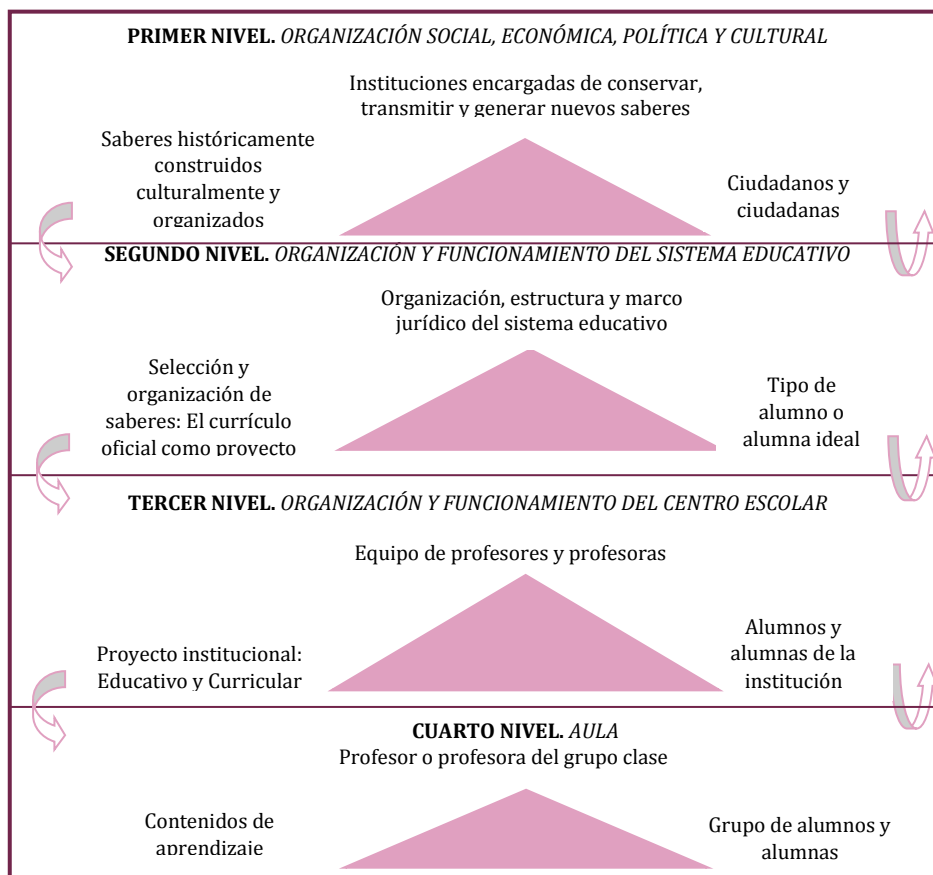 PRIMER NIVEL. ORGANIZACIÓN SOCIAL, ECONÓMICA, POLÍTICA Y CULTURAL
Instituciones encargadas de conservar,
transmitir y generar nuevos saberes
Saberes históricamente
construidos
culturalmente y
organizados
Ciudadanos y
ciudadanas
SEGUNDO NIVEL. ORGANIZACIÓN Y FUNCIONAMIENTO DEL SISTEMA EDUCATIVO
Organización, estructura y marco
jurídico del sistema educativo
Selección y
organización de
saberes: El currículo
oficial como proyecto
Tipo de
alumno o
alumna ideal
TERCER NIVEL. ORGANIZACIÓN Y FUNCIONAMIENTO DEL CENTRO ESCOLAR
Equipo de profesores y profesoras
Proyecto institucional:
Educativo y Curricular
Alumnos y
alumnas de la
institución
CUARTO NIVEL. AULA
Profesor o profesora del grupo clase
Contenidos de
aprendizaje
Grupo de alumnos y
alumnas